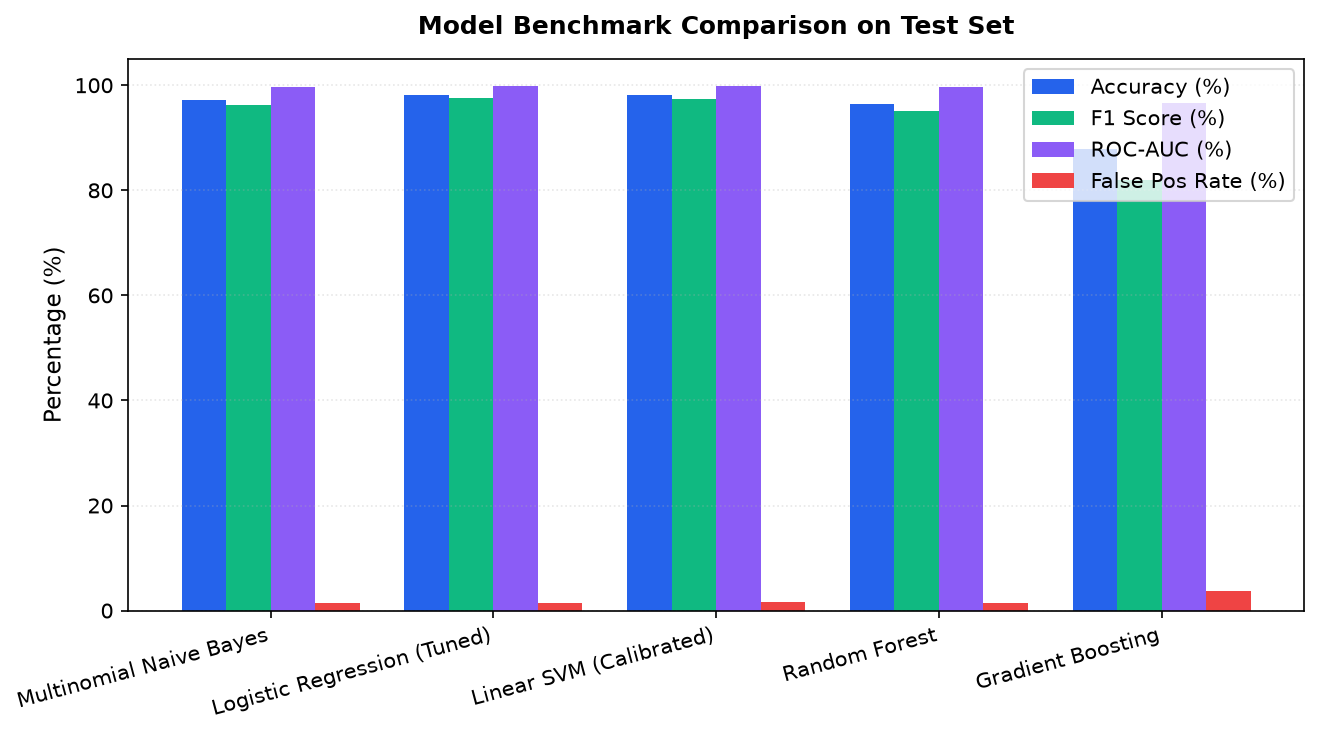 Model Benchmark Comparison on Test Set
Accuracy (%)
F1 Score (%)
ROC-AUC (%)
False Pos Rate (%)
Percentage (%)
100
80
60
40
20
0
Multinomial Naive Bayes
Logistic Regression (Tuned)
Linear SVM (Calibrated)
Random Forest
Gradient Boosting